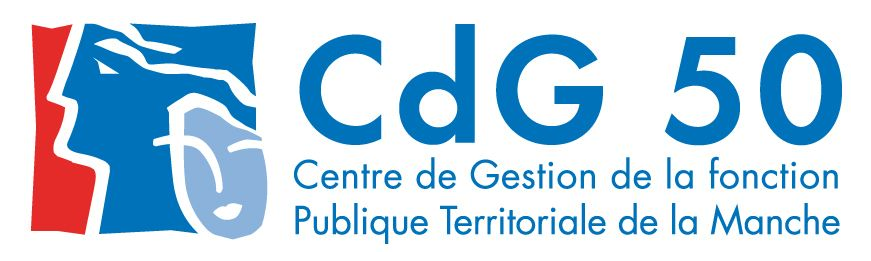 CdG 50
Centre de Gestion de la fonction
Publique Territoriale de la Manche